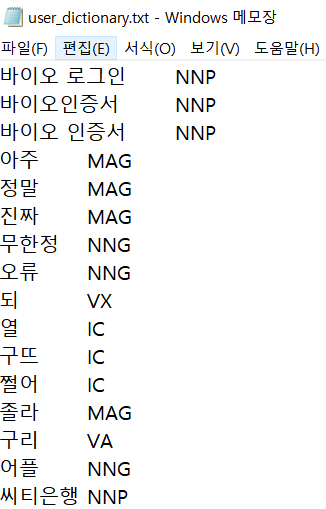 user_dictionary.txt - Windows 메모장
파일(F) 편집(E) 서식(O) 보기(V) 도움말(H)
바이오 로그인 NNP
바이오인증서 NNP
바이오 인증서 NNP
아주 MAG
정말 MAG
진짜 MAG
무한정 NNG
오류 NNG
되 VX
열 IC
구뜨 IC
쩔어 IC
졸라 MAG
구리 VA
어플 NNG
씨티은행 NNP